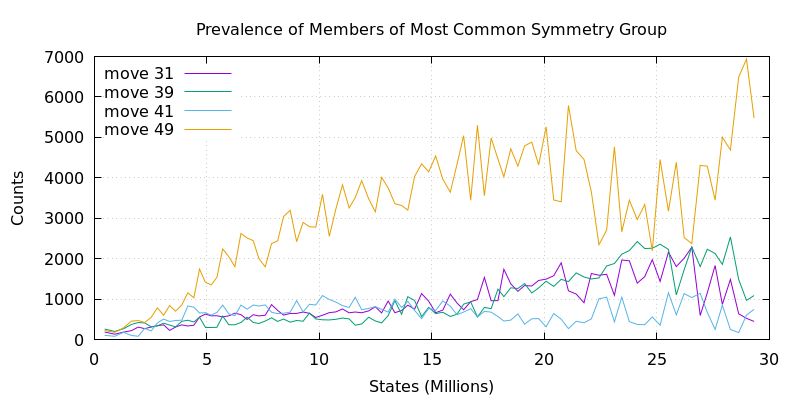 Prevalence of Members of Most Common Symmetry Group
7000
6000
5000
4000
3000
2000
1000
0
Counts
move 31
move 39
move 41
move 49
0 5 10 15 20 25 30
States (Millions)